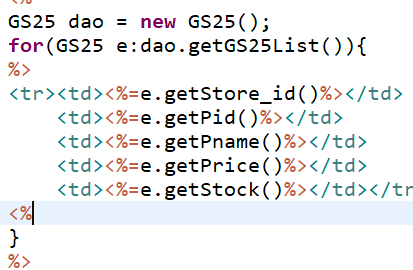 <%
GS25 dao = new GS25();
for(GS25 e:dao.getGS25List()){
%>
<tr><td><%=e.getStore_id()%></td>
<td><%=e.getPid()%></td>
<td><%=e.getPname()%></td>
<td><%=e.getPrice()%></td>
<td><%=e.getStock()%></td></tr
<%
}
%>